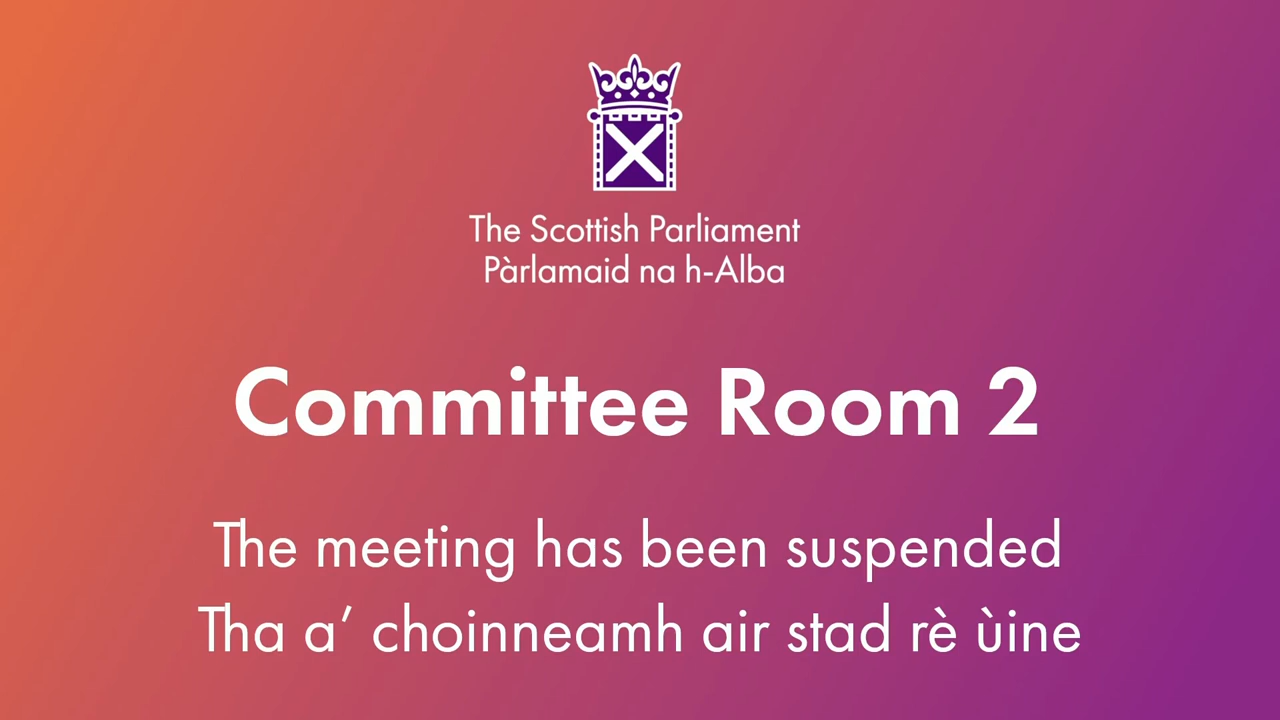 The Scottish Parliament
Pàrlamaid na h-Alba
Committee Room 2
The meeting has been suspended
Tha a’ choinneamh air stad rè ùine